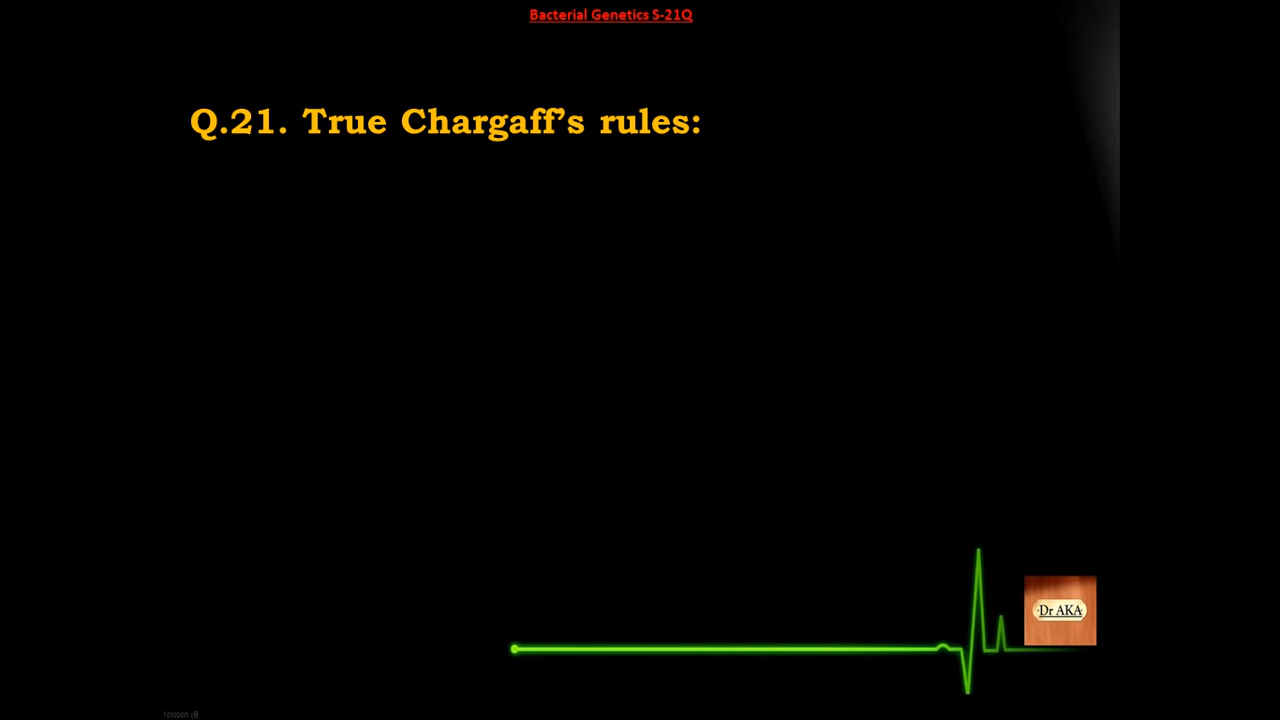 Bacterial Genetics S-21Q
Q.21. True Chargaff’s rules:
Dr AKA